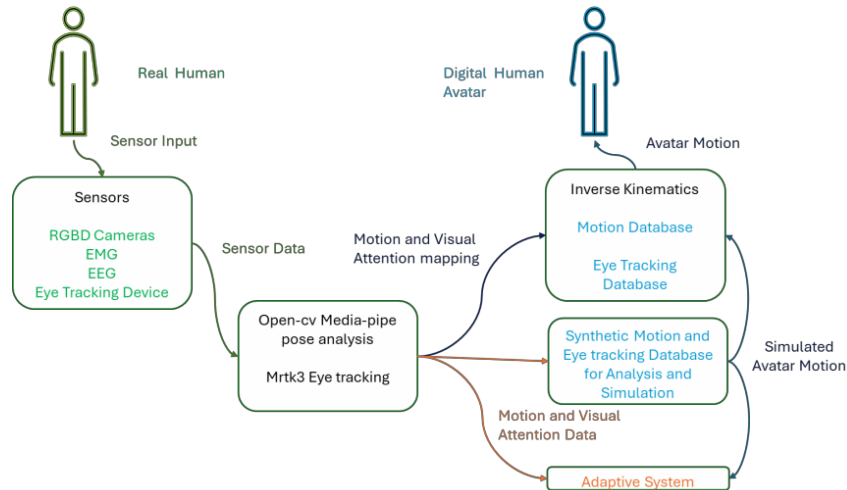 Real Human
Digital Human
Avatar
Sensor Input
Avatar Motion
Sensors
RGBD Cameras
EMG
EEG
Eye Tracking Device
Sensor Data
Motion and Visual
Attention mapping
Inverse Kinematics
Motion Database
Eye Tracking
Database
Open-cv Media-pipe
pose analysis
Mrtk3 Eye tracking
Synthetic Motion and
Eye tracking Database
for Analysis and
Simulation
Simulated
Avatar Motion
Motion and Visual
Attention Data
Adaptive System